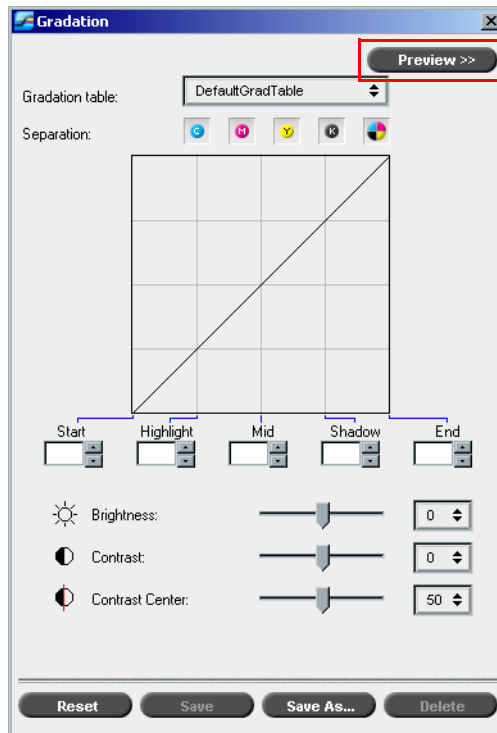 Gradation
Preview >>
Gradation table: DefaultGradTable
Separation: C M Y K
Start Highlight Mid Shadow End
Brightness: 0
Contrast: 0
Contrast Center: 50
Reset Save Save As... Delete